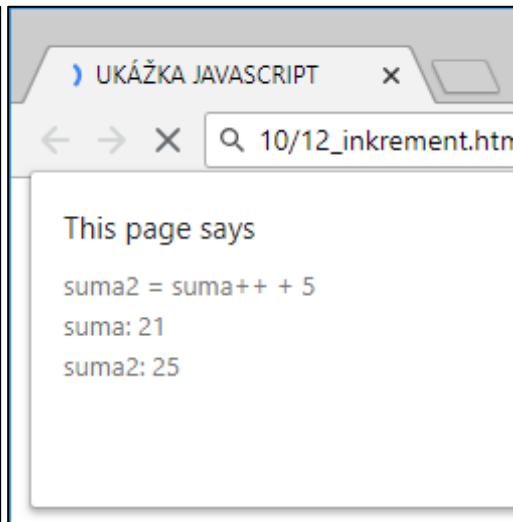 UKÁŽKA JAVASCRIPT
10/12_inkrement.htm
This page says
suma2 = suma++ + 5
suma: 21
suma2: 25